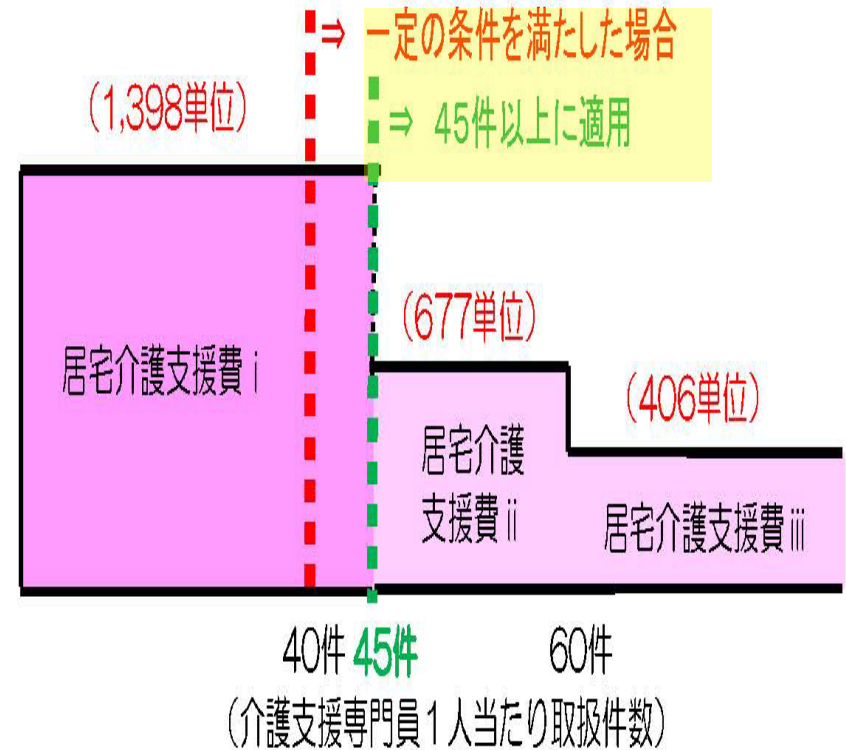 ⇒ 一定の条件を満たした場合
(1,398単位)
⇒ 45件以上に適用
(677単位)
居宅介護支援費ⅰ
(406単位)
居宅介護
支援費ⅱ
居宅介護支援費ⅲ
40件 45件 60件
(介護支援専門員1人当たり取扱件数)